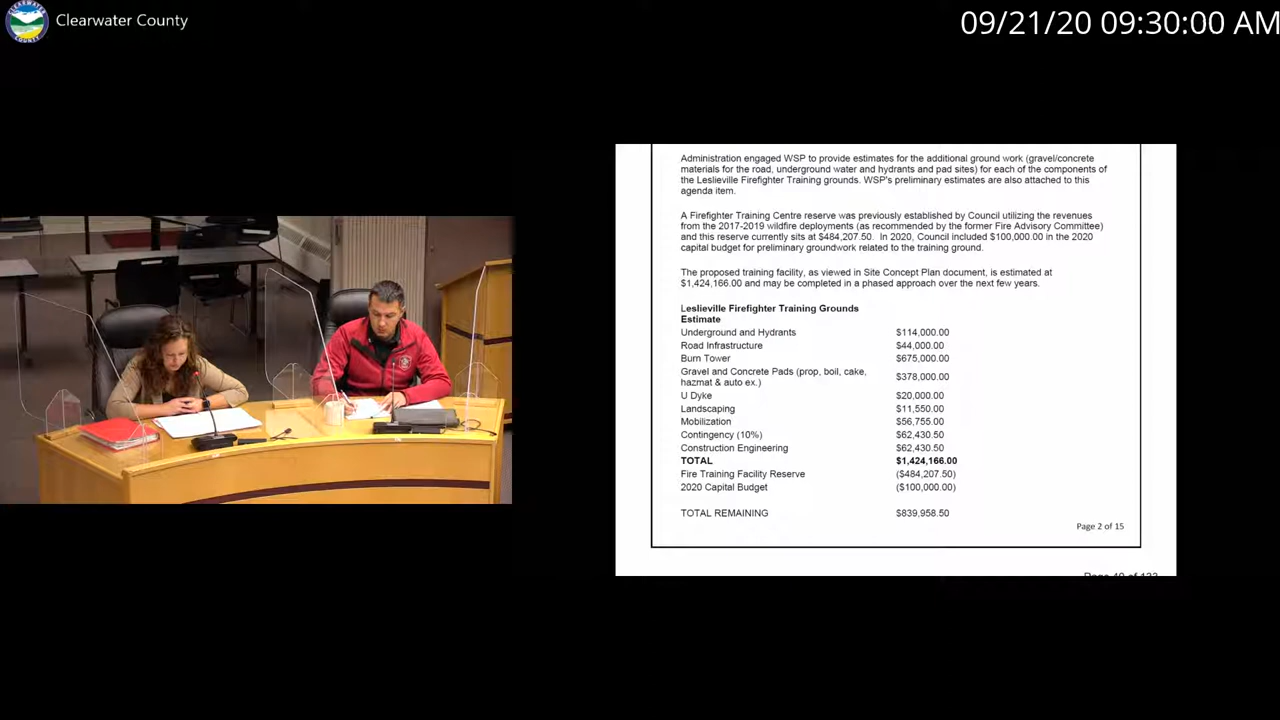 Clearwater County
09/21/20 09:30:00 AM
Administration engaged WSP to provide estimates for the additional ground work (gravel/concrete
materials for the road, underground water and hydrants and pad sites) for each of the components of
the Leslieville Firefighter Training grounds. WSP's preliminary estimates are also attached to this
agenda item.
A Firefighter Training Centre reserve was previously established by Council utilizing the revenues
from the 2017-2019 wildfire deployments (as recommended by the former Fire Advisory Committee)
and this reserve currently sits at $484,207.50. In 2020, Council included $100,000.00 in the 2020
capital budget for preliminary groundwork related to the training ground.
The proposed training facility, as viewed in Site Concept Plan document, is estimated at
$1,424,166.00 and may be completed in a phased approach over the next few years.
Leslieville Firefighter Training Grounds
Estimate
Underground and Hydrants $114,000.00
Road Infrastructure $44,000.00
Burn Tower $675,000.00
Gravel and Concrete Pads (prop, boil, cake,
hazmat & auto ex.) $378,000.00
U Dyke $20,000.00
Landscaping $11,550.00
Mobilization $56,755.00
Contingency (10%) $62,430.50
Construction Engineering $62,430.50
TOTAL $1,424,166.00
Fire Training Facility Reserve ($484,207.50)
2020 Capital Budget ($100,000.00)
TOTAL REMAINING $839,958.50
Page 2 of 15